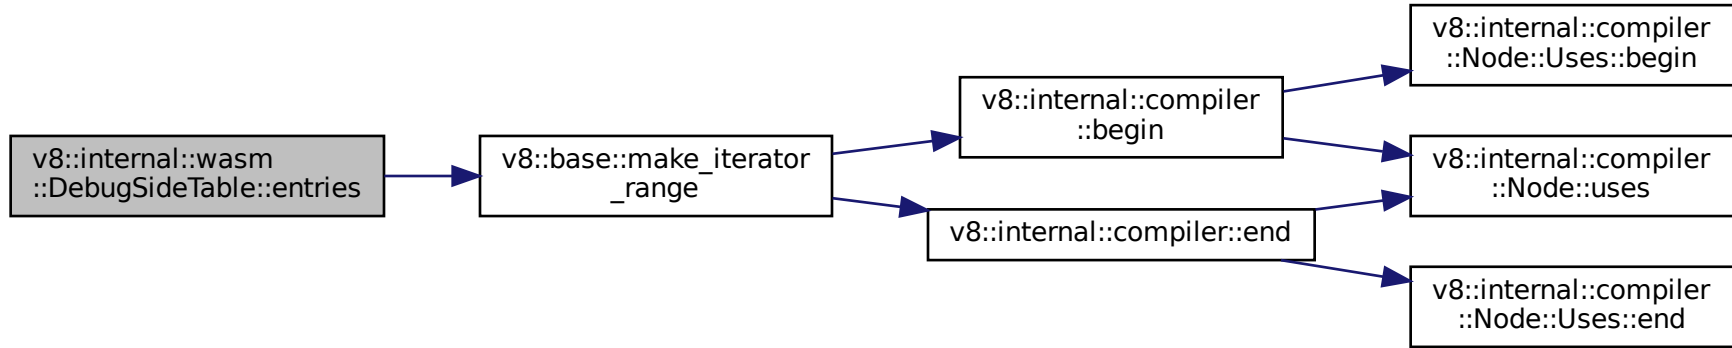 v8::internal::wasm
::DebugSideTable::entries
v8::base::make_iterator
_range
v8::internal::compiler
::begin
v8::internal::compiler::end
v8::internal::compiler
::Node::Uses::begin
v8::internal::compiler
::Node::uses
v8::internal::compiler
::Node::Uses::end